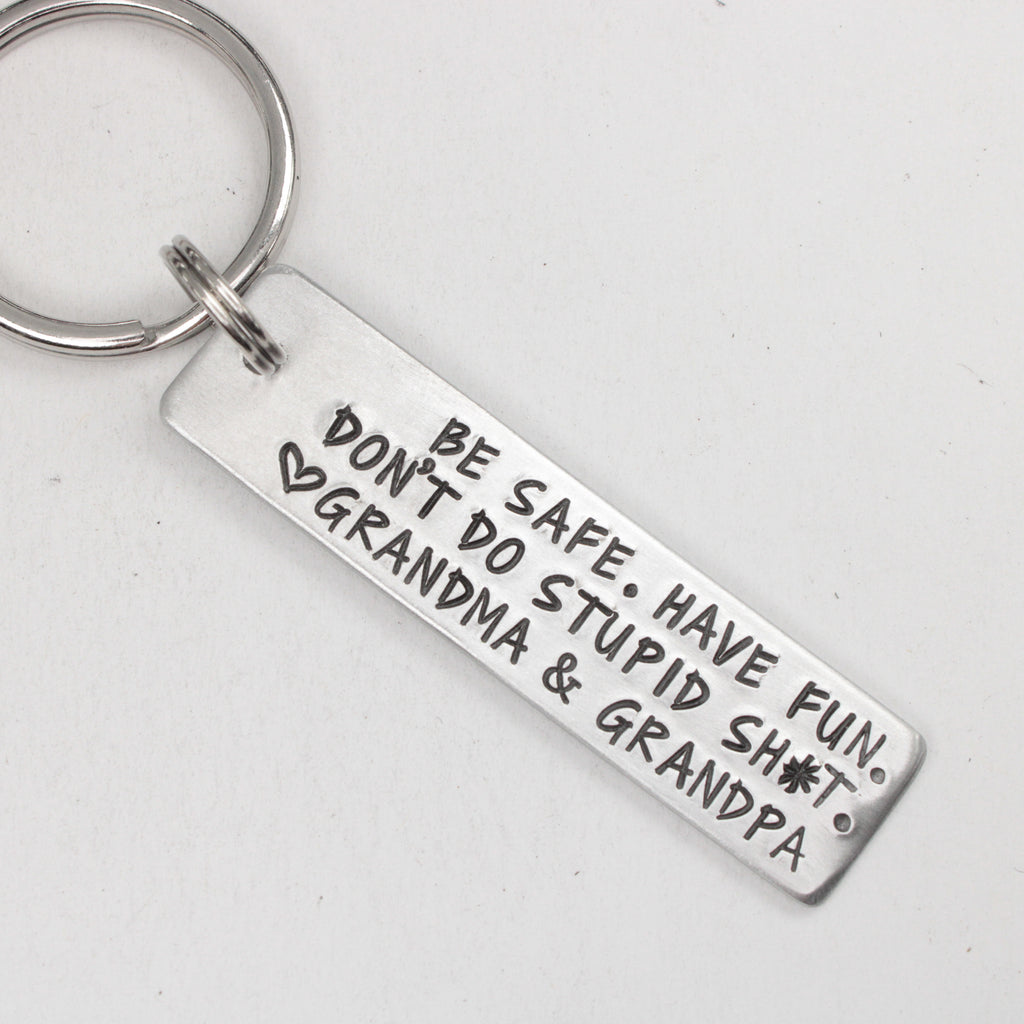 BE SAFE. HAVE FUN.
DON'T DO STUPID SH*T.
♡GRANDMA & GRANDPA